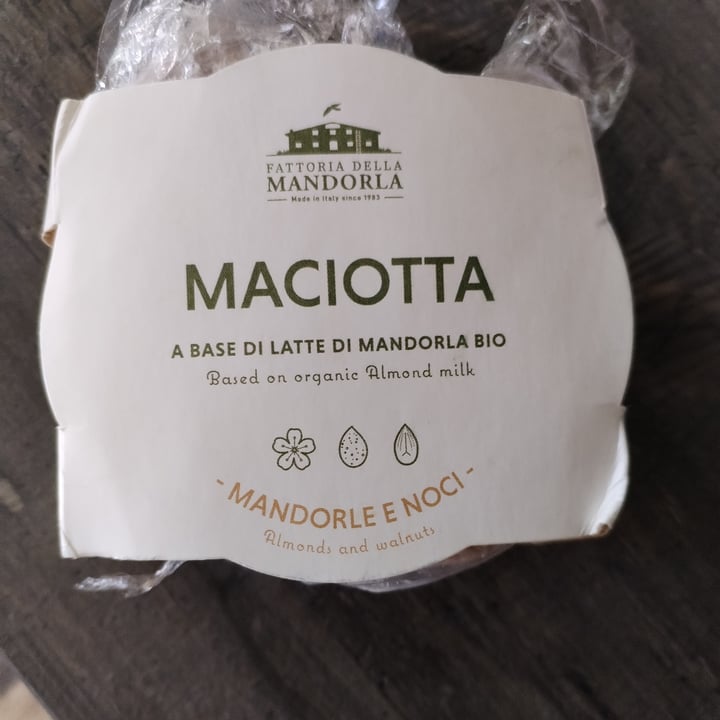 FATTORIA DELLA
MANDORLA
Made in Italy since 1983
MACIOTTA
A BASE DI LATTE DI MANDORLA BIO
Based on organic Almond milk
- MANDORLE E NOCI -
Almonds and walnuts